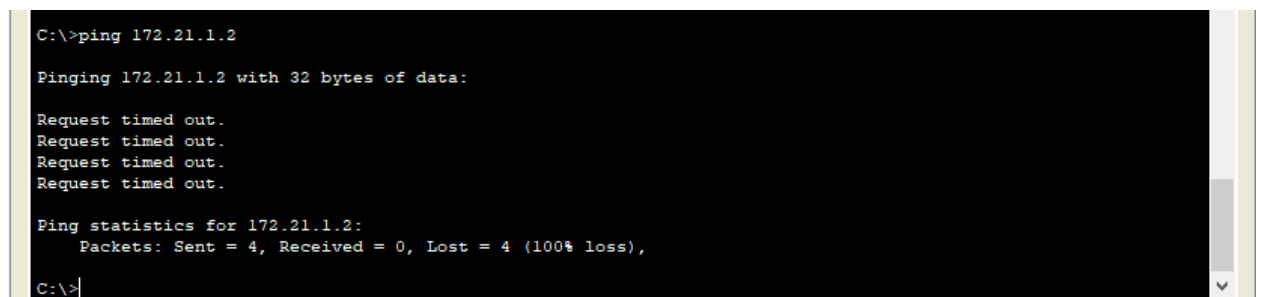 C:\>ping 172.21.1.2
Pinging 172.21.1.2 with 32 bytes of data:
Request timed out.
Request timed out.
Request timed out.
Request timed out.
Ping statistics for 172.21.1.2:
    Packets: Sent = 4, Received = 0, Lost = 4 (100% loss),
C:\>